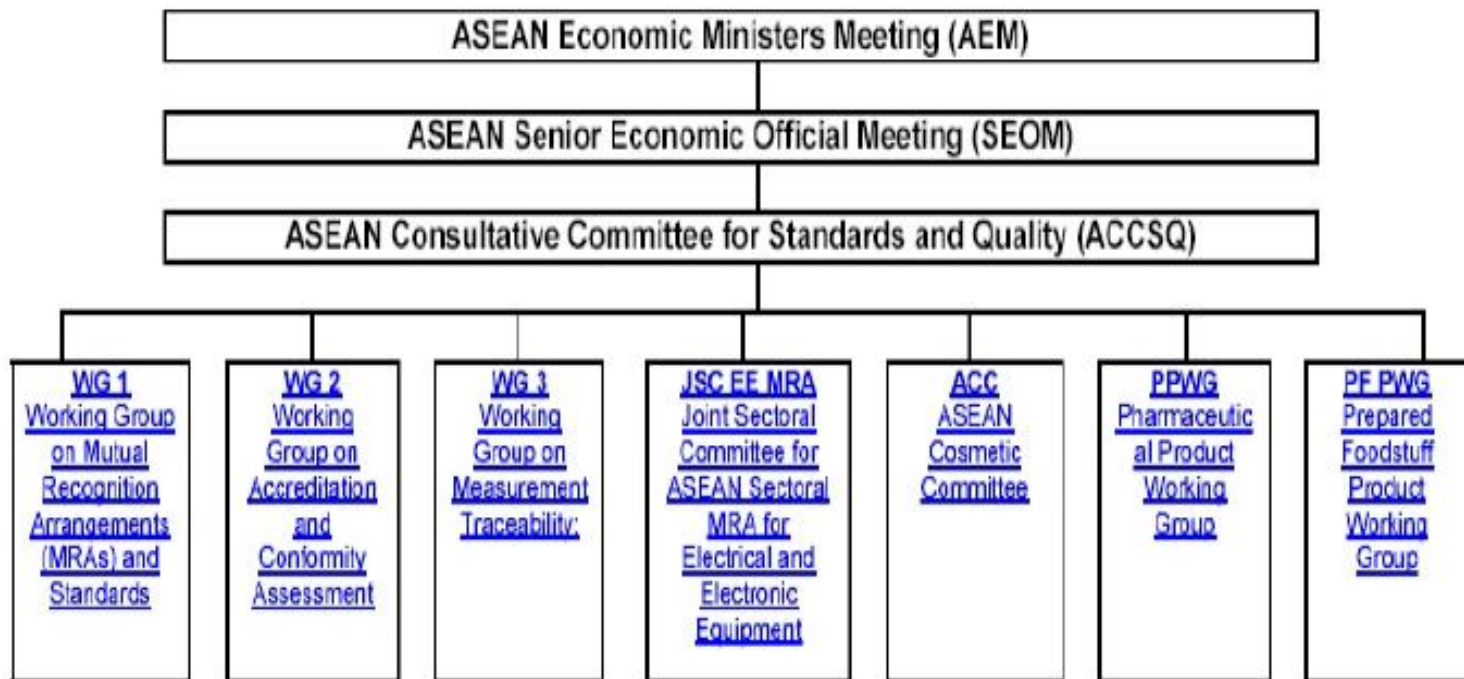 ASEAN Economic Ministers Meeting (AEM)
ASEAN Senior Economic Official Meeting (SEOM)
ASEAN Consultative Committee for Standards and Quality (ACCSQ)
WG 1
Working Group
on Mutual
Recognition
Arrangements
(MRAs) and
Standards
WG 2
Working
Group on
Accreditation
and
Conformity
Assessment
WG 3
Working
Group on
Measurement
Traceability;
JSC EE MRA
Joint Sectoral
Committee for
ASEAN Sectoral
MRA for
Electrical and
Electronic
Equipment
ACC
ASEAN
Cosmetic
Committee
PPWG
Pharmaceutic
al Product
Working
Group
PF PWG
Prepared
Foodstuff
Product
Working
Group